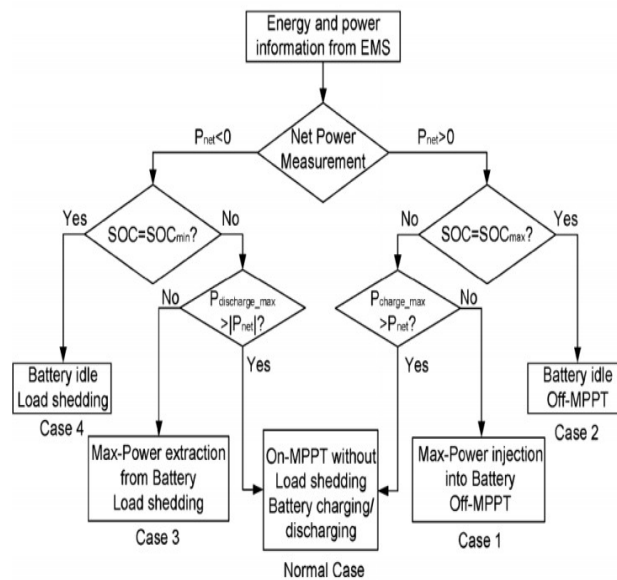 Energy and power
information from EMS
Pnet<0
Net Power
Measurement
Pnet>0
Yes
SOC=SOCmin?
No
No
SOC=SOCmax?
Yes
No
Pdischarge_max
>|Pnet|?
Yes
Pcharge_max
>Pnet?
No
Yes
Battery idle
Load shedding
Case 4
Battery idle
Off-MPPT
Case 2
Max-Power extraction
from Battery
Load shedding
Case 3
On-MPPT without
Load shedding
Battery charging/
discharging
Normal Case
Max-Power injection
into Battery
Off-MPPT
Case 1